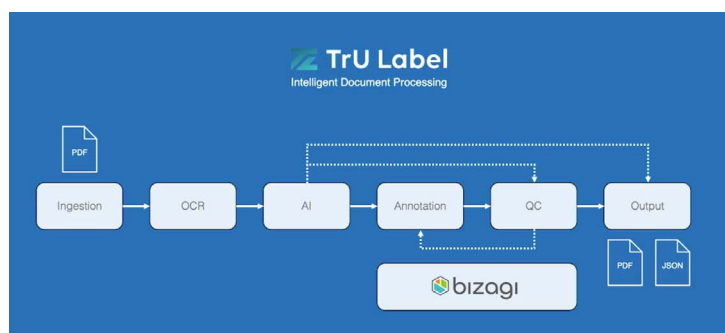 TrU Label
Intelligent Document Processing
PDF
Ingestion
OCR
AI
Annotation
QC
Output
PDF
JSON
bizagi